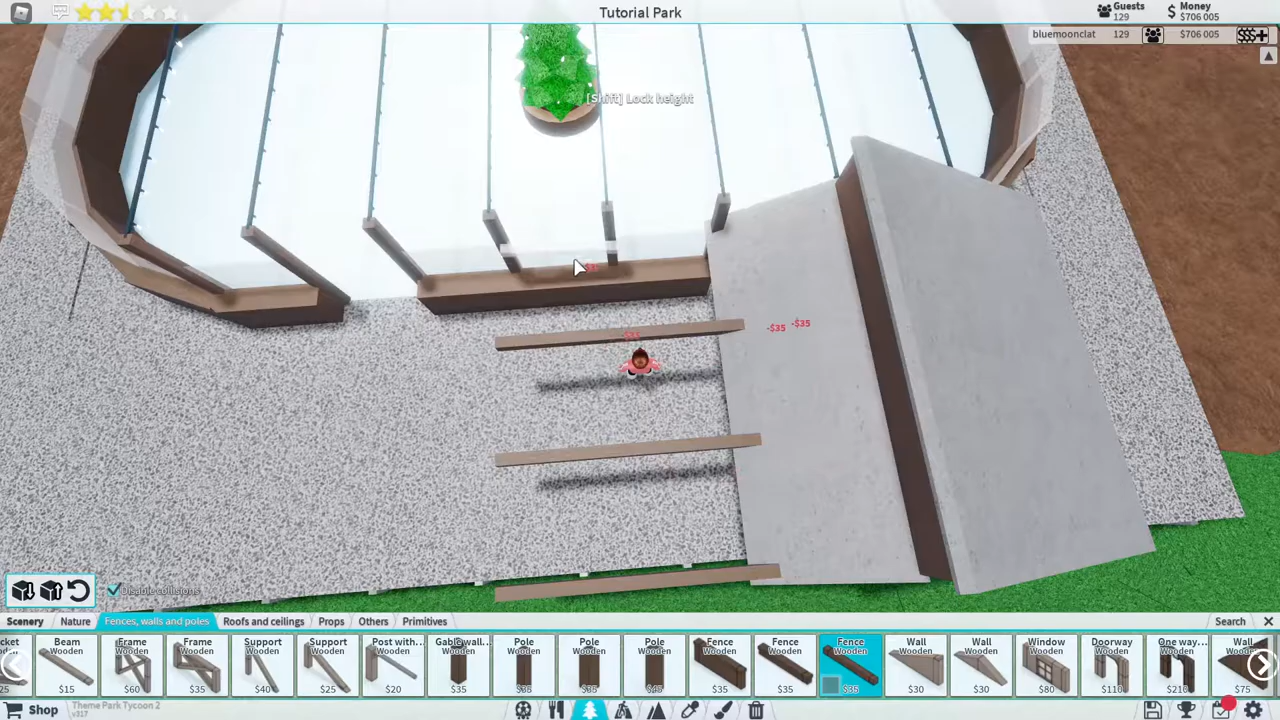 Tutorial Park
Guests
129
Money
$706 005
bluemoonclat 129 $706 005
[Shift] Lock height
-$35 -$35
Disable collisions
Scenery Nature Fences, walls and poles Roofs and ceilings Props Others Primitives Search
Beam Wooden $15
Frame Wooden $60
Frame Wooden $35
Support Wooden $40
Support Wooden $25
Post with... Wooden $20
Gable wall... Wooden $35
Pole Wooden
Pole Wooden
Pole Wooden
Fence Wooden $35
Fence Wooden $35
Fence Wooden $35
Wall Wooden $30
Wall Wooden $30
Window Wooden $80
Doorway Wooden $110
One way... Wooden $210
Wall Wooden $75
Shop
Theme Park Tycoon 2
v317